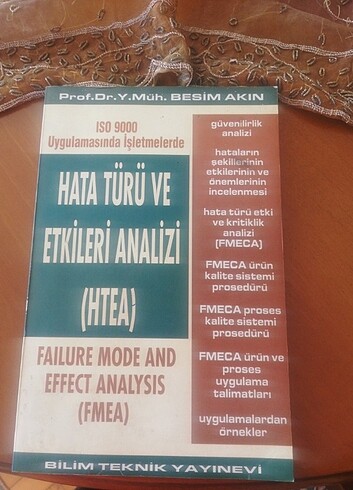 Prof.Dr.Y.Müh. BESİM AKIN
ISO 9000
Uygulamasında İşletmelerde
HATA TÜRÜ VE
ETKİLERİ ANALİZİ
(HTEA)
FAILURE MODE AND
EFFECT ANALYSIS
(FMEA)
güvenilirlik
analizi
hataların
şekillerinin
etkilerinin ve
önemlerinin
incelenmesi
hata türü etki
ve kritiklik
analizi
(FMECA)
FMECA ürün
kalite sistemi
prosedürü
FMECA proses
kalite sistemi
prosedürü
FMECA ürün ve
proses
uygulama
talimatları
uygulamalardan
örnekler
BİLİM TEKNİK YAYINEVİ